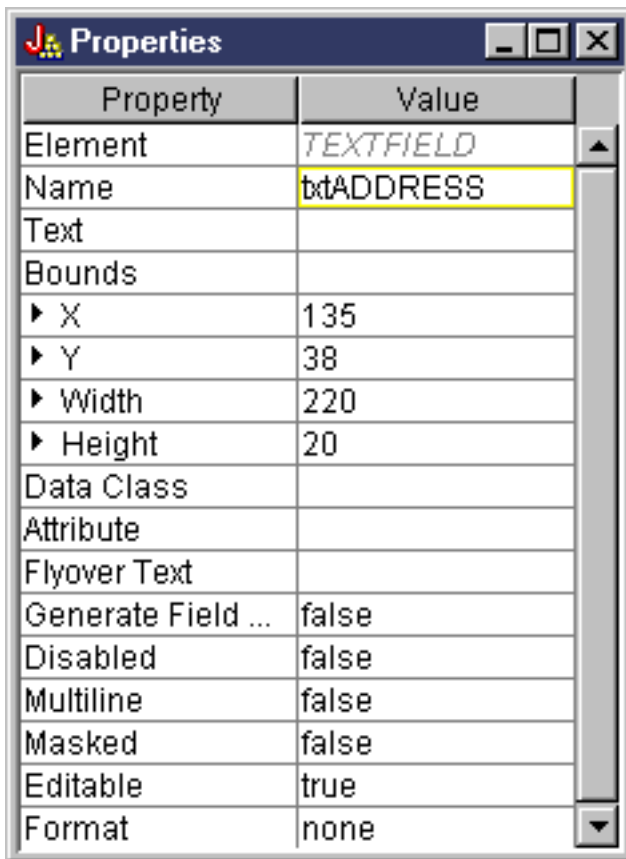 Properties
Property Value
Element TEXTFIELD
Name txtADDRESS
Text
Bounds
X 135
Y 38
Width 220
Height 20
Data Class
Attribute
Flyover Text
Generate Field ... false
Disabled false
Multiline false
Masked false
Editable true
Format none